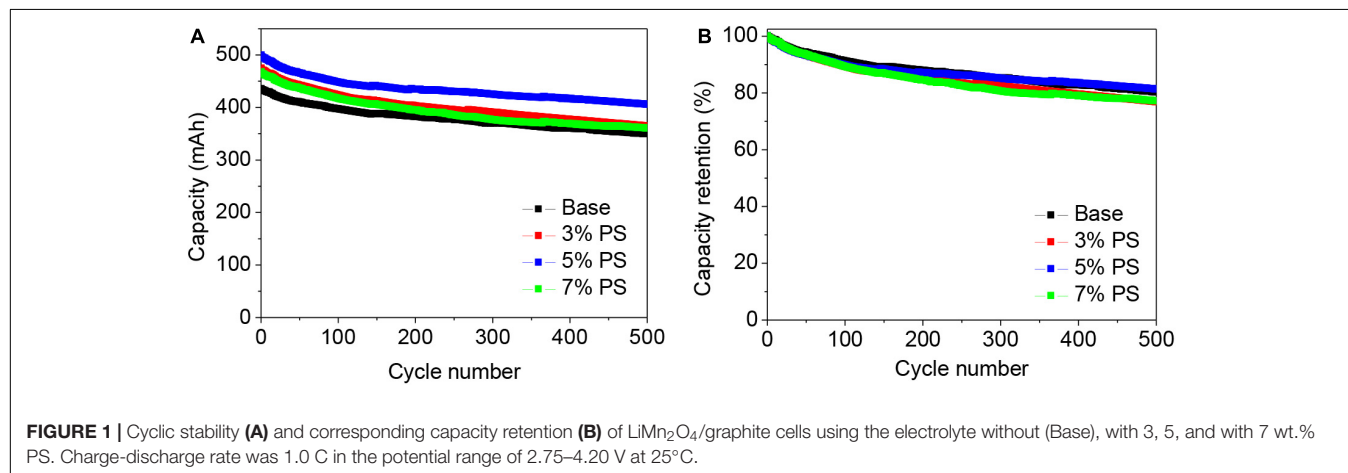 A
500
400
300
200
100
0
Capacity (mAh)
Base
3% PS
5% PS
7% PS
0 100 200 300 400 500
Cycle number
B
100
80
60
40
20
0
Capacity retention (%)
Base
3% PS
5% PS
7% PS
0 100 200 300 400 500
Cycle number
FIGURE 1 | Cyclic stability (A) and corresponding capacity retention (B) of LiMn₂O₄/graphite cells using the electrolyte without (Base), with 3, 5, and with 7 wt.%
PS. Charge-discharge rate was 1.0 C in the potential range of 2.75–4.20 V at 25°C.